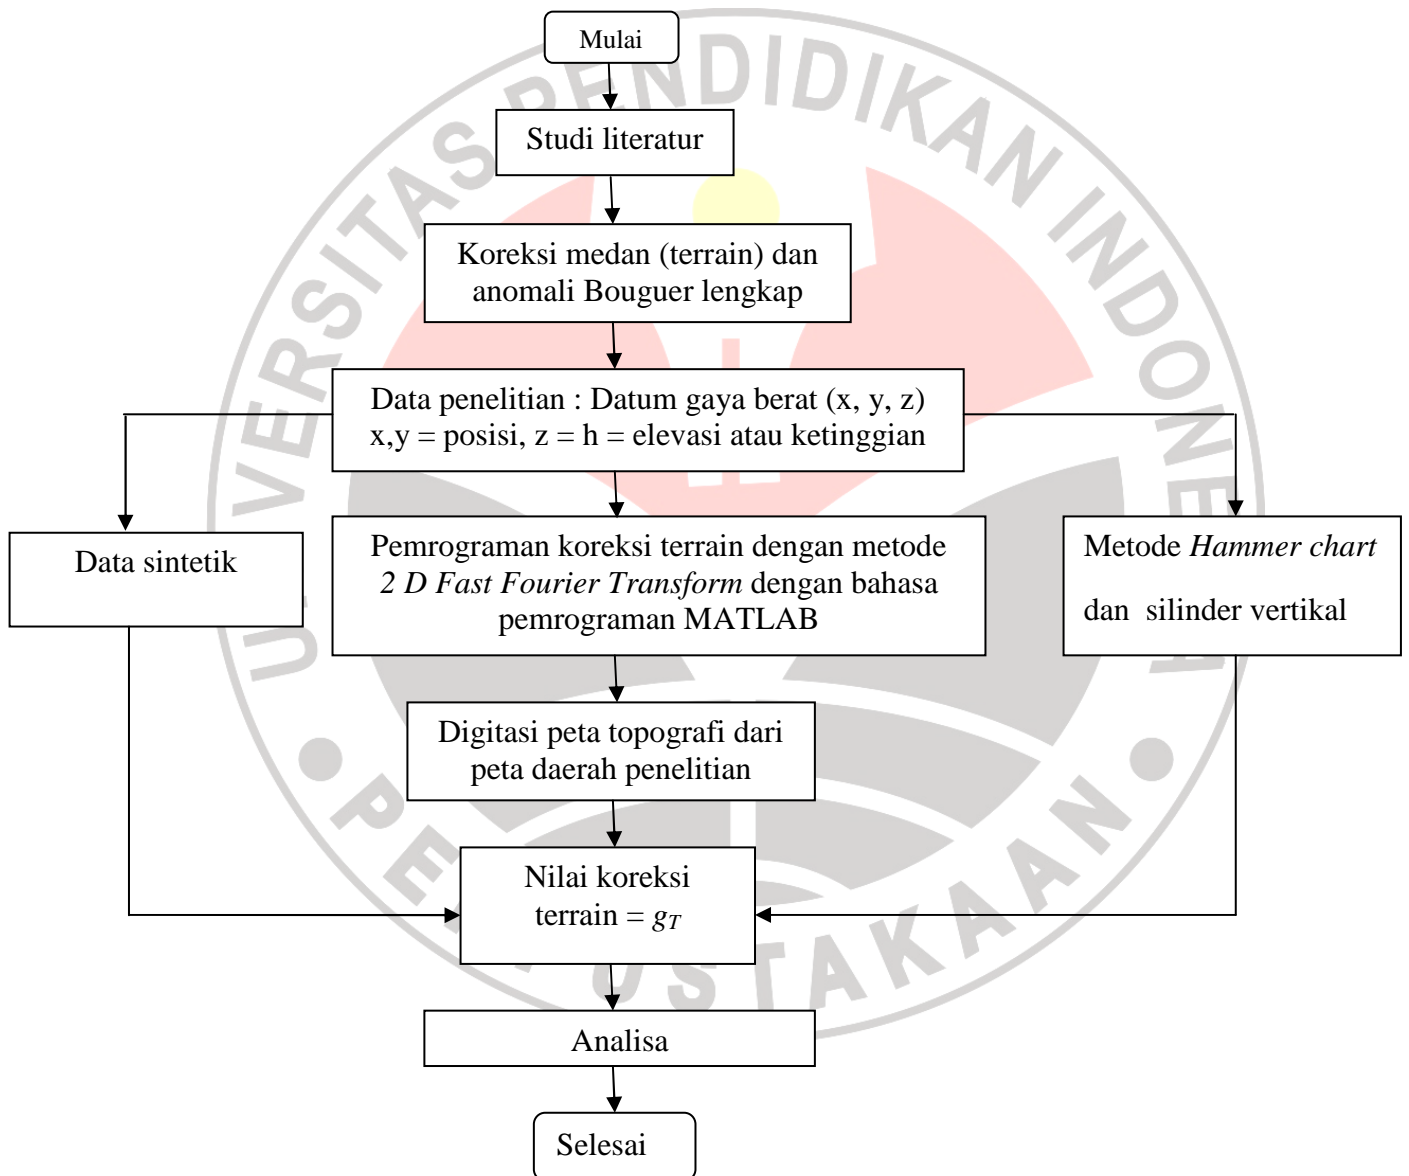 Mulai
Studi literatur
Koreksi medan (terrain) dan
anomali Bouguer lengkap
Data penelitian : Datum gaya berat (x, y, z)
x,y = posisi, z = h = elevasi atau ketinggian
Data sintetik
Pemrograman koreksi terrain dengan metode
2 D Fast Fourier Transform dengan bahasa
pemrograman MATLAB
Metode Hammer chart
dan silinder vertikal
Digitasi peta topografi dari
peta daerah penelitian
Nilai koreksi
terrain = gT
Analisa
Selesai
UNIVERSITAS PENDIDIKAN INDONESIA
PERPUSTAKAAN